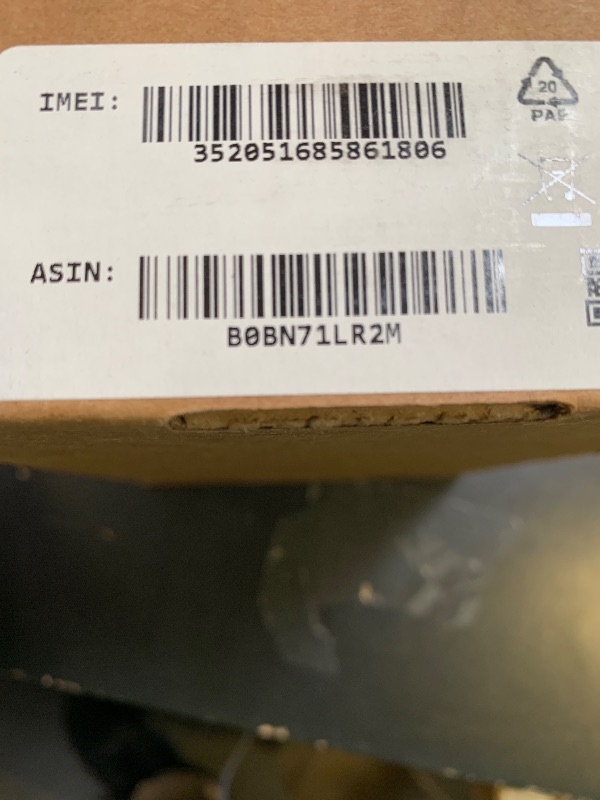 IMEI:
352051685861806
20
PAP
ASIN:
B0BN71LR2M